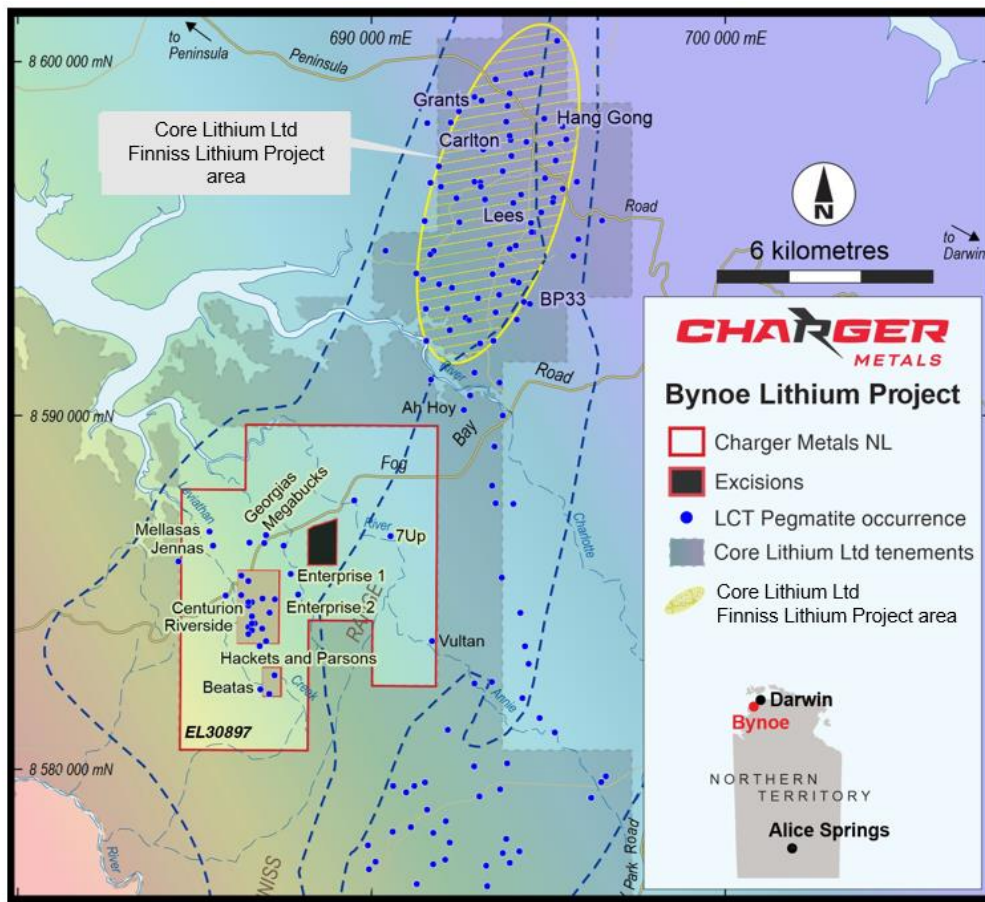 690 000 mE
700 000 mE
8 600 000 mN
to
Peninsula
Peninsula
Grants
Hang Gong
Carlton
Core Lithium Ltd
Finniss Lithium Project
area
Lees
Road
N
to
Darwin
6 kilometres
BP33
CHARGER
METALS
Bynoe Lithium Project
Charger Metals NL
Excisions
LCT Pegmatite occurrence
Core Lithium Ltd tenements
Core Lithium Ltd
Finniss Lithium Project area
River
Road
Ah Hoy
Bay
8 590 000 mN
Fog
Georgias
Megabucks
Leviathan
Mellasas
Jennas
River
7Up
Charlotte
Enterprise 1
Enterprise 2
RANGE
Centurion
Riverside
Vultan
Hackets and Parsons
Beatas
Creek
Annie
EL30897
8 580 000 mN
River
NISS
Park Road
Darwin
Bynoe
NORTHERN
TERRITORY
Alice Springs